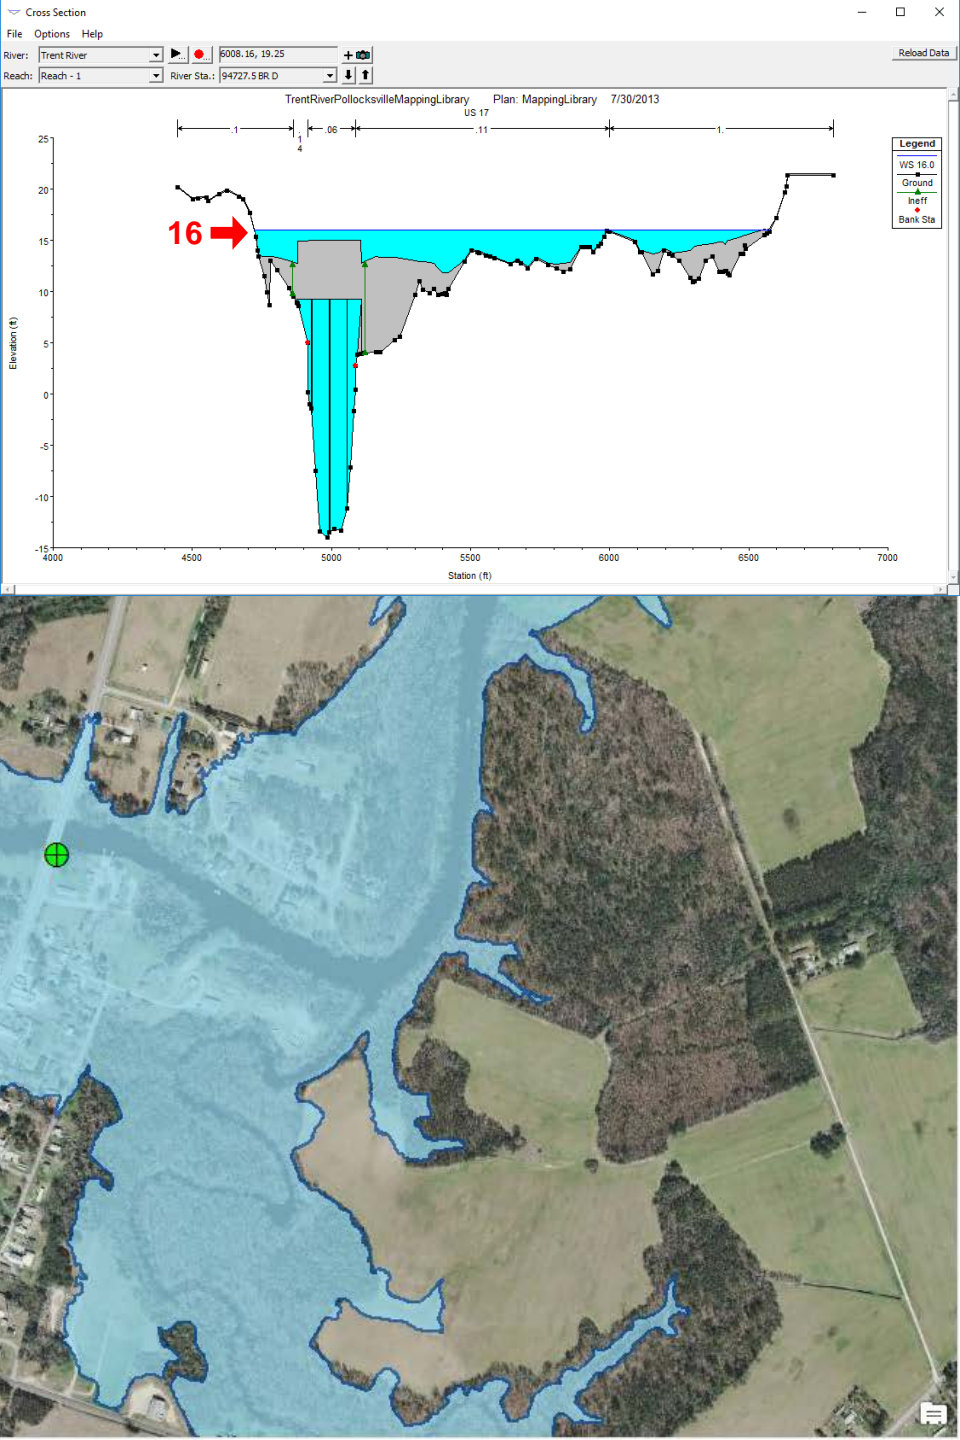 Cross Section
File Options Help
River: Trent River 6008.16, 19.25 Reload Data
Reach: Reach - 1 River Sta.: 94727.5 BR D
TrentRiverPollocksvilleMappingLibrary Plan: MappingLibrary 7/30/2013
US 17
.1 .14 .06 .11 1.
Legend
WS 16.0
Ground
Ineff
Bank Sta
16
25
20
15
10
5
0
-5
-10
-15
Elevation (ft)
4000 4500 5000 5500 6000 6500 7000
Station (ft)